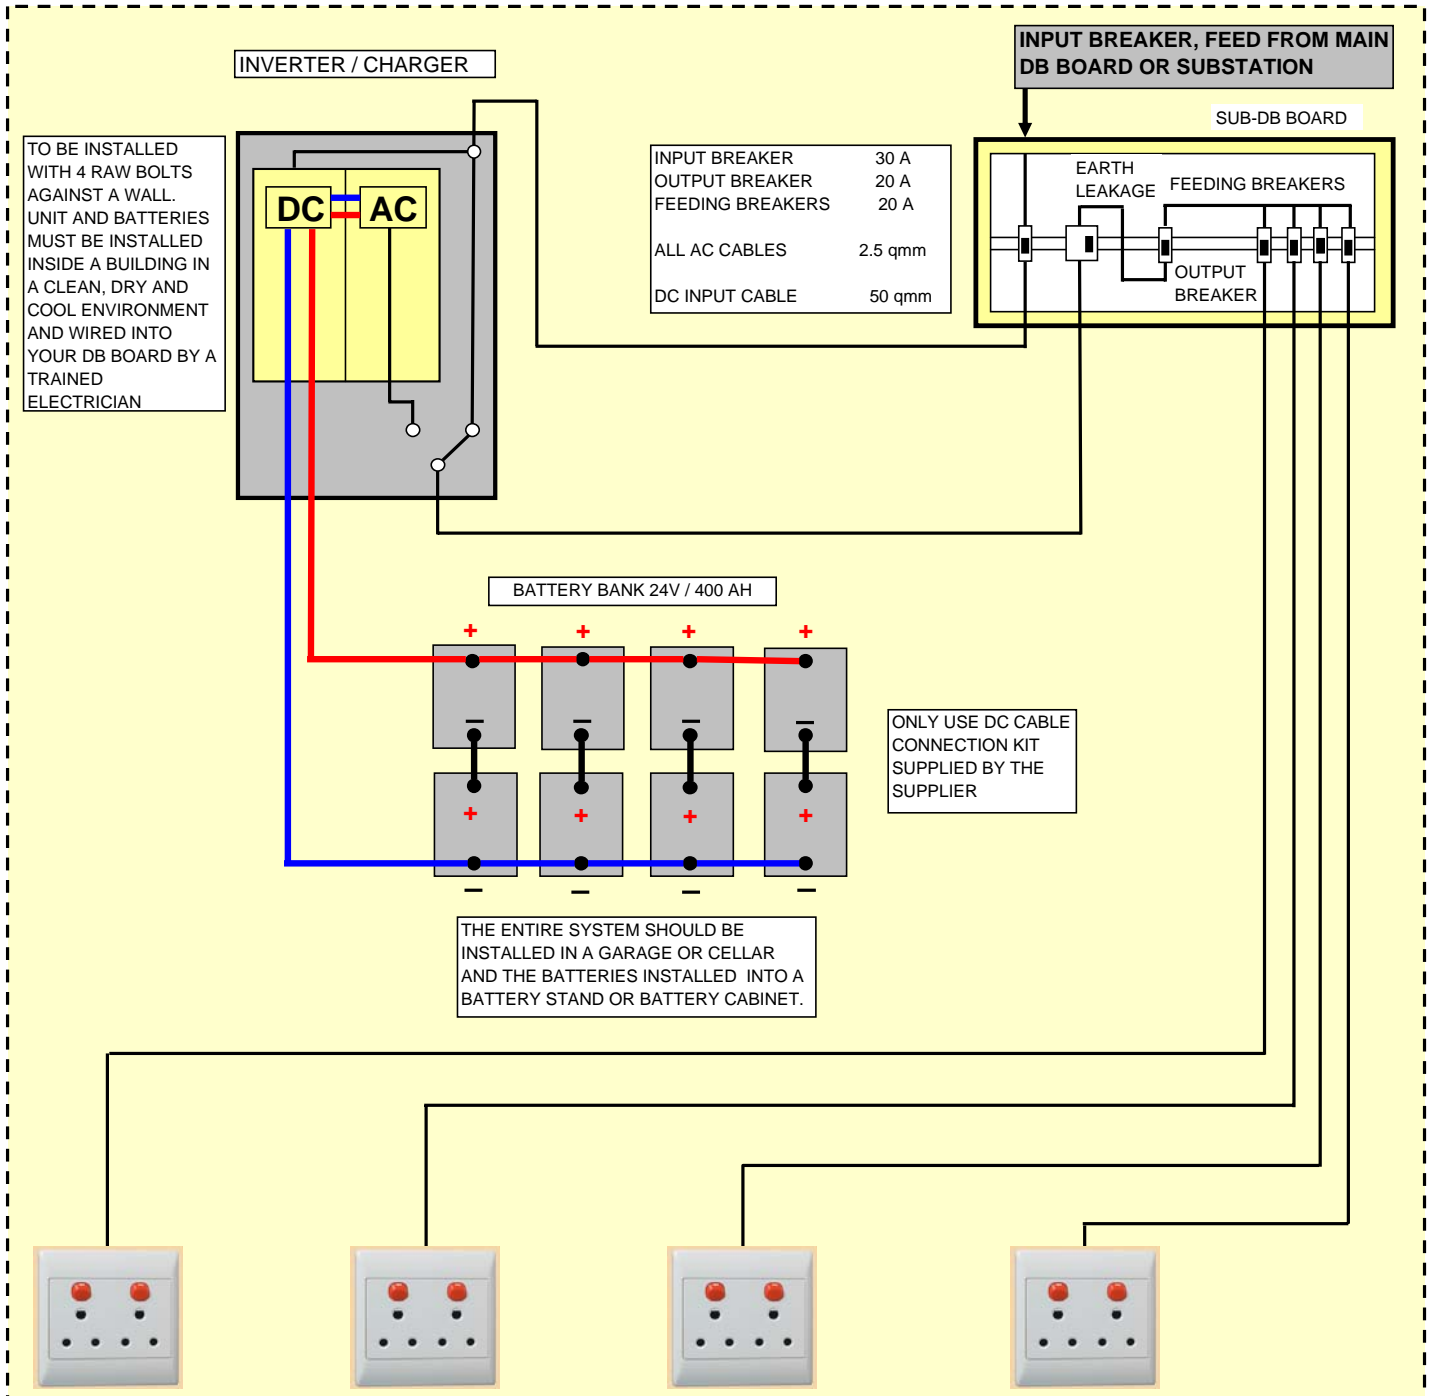 INPUT BREAKER, FEED FROM MAIN
DB BOARD OR SUBSTATION
INVERTER / CHARGER
SUB-DB BOARD
TO BE INSTALLED
WITH 4 RAW BOLTS
AGAINST A WALL.
UNIT AND BATTERIES
MUST BE INSTALLED
INSIDE A BUILDING IN
A CLEAN, DRY AND
COOL ENVIRONMENT
AND WIRED INTO
YOUR DB BOARD BY A
TRAINED
ELECTRICIAN
DC
AC
INPUT BREAKER 30 A
OUTPUT BREAKER 20 A
FEEDING BREAKERS 20 A
ALL AC CABLES 2.5 qmm
DC INPUT CABLE 50 qmm
EARTH
LEAKAGE
FEEDING BREAKERS
OUTPUT
BREAKER
BATTERY BANK 24V / 400 AH
+ + + +
– – – –
+ + + +
– – – –
ONLY USE DC CABLE
CONNECTION KIT
SUPPLIED BY THE
SUPPLIER
THE ENTIRE SYSTEM SHOULD BE
INSTALLED IN A GARAGE OR CELLAR
AND THE BATTERIES INSTALLED INTO A
BATTERY STAND OR BATTERY CABINET.